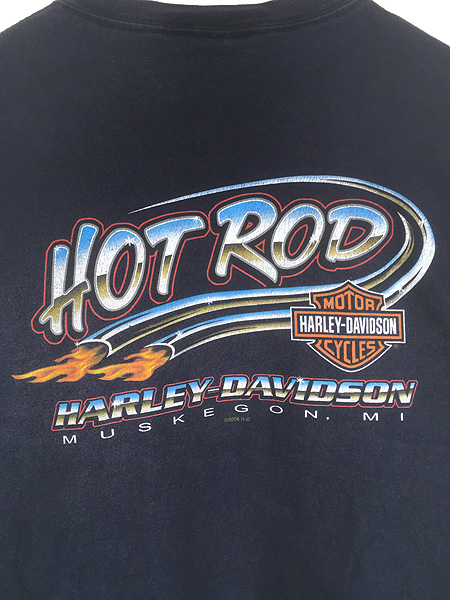 HOT ROD
MOTOR
HARLEY-DAVIDSON
CYCLES
HARLEY-DAVIDSON
MUSKEGON, MI